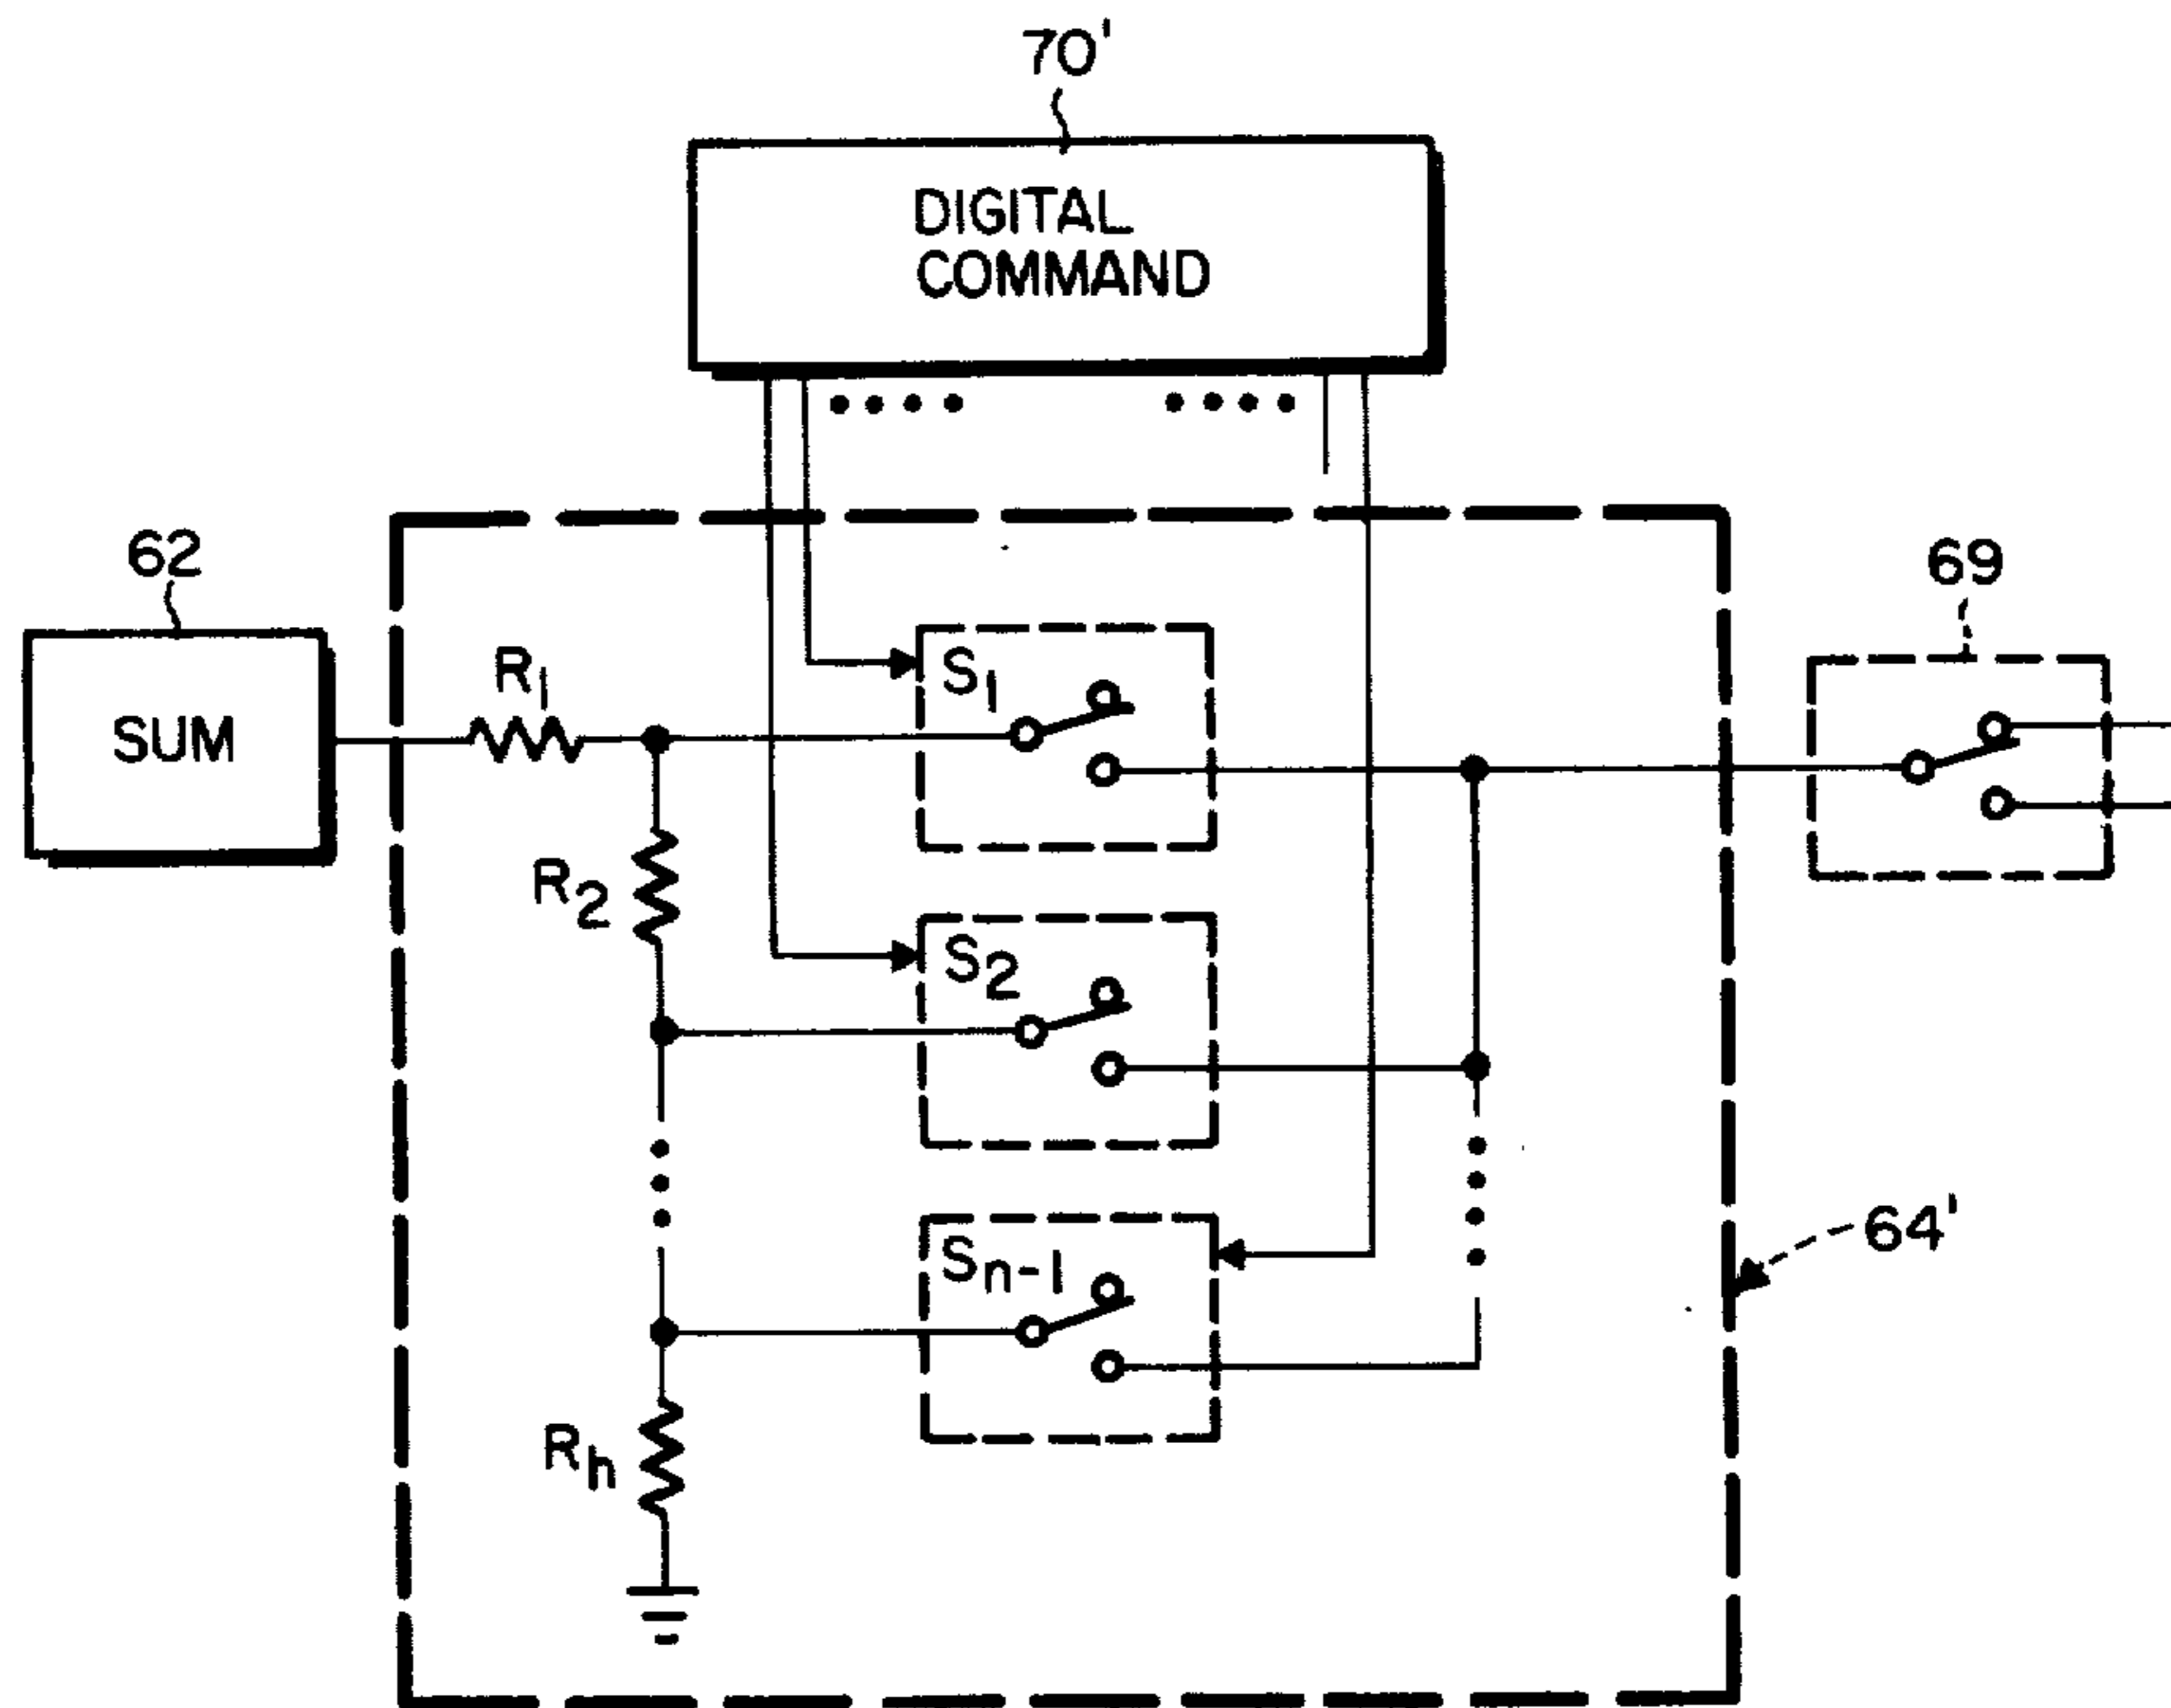 70'
DIGITAL
COMMAND
62
69
SUM
R1
S1
R2
S2
64'
Sn-1
Rh